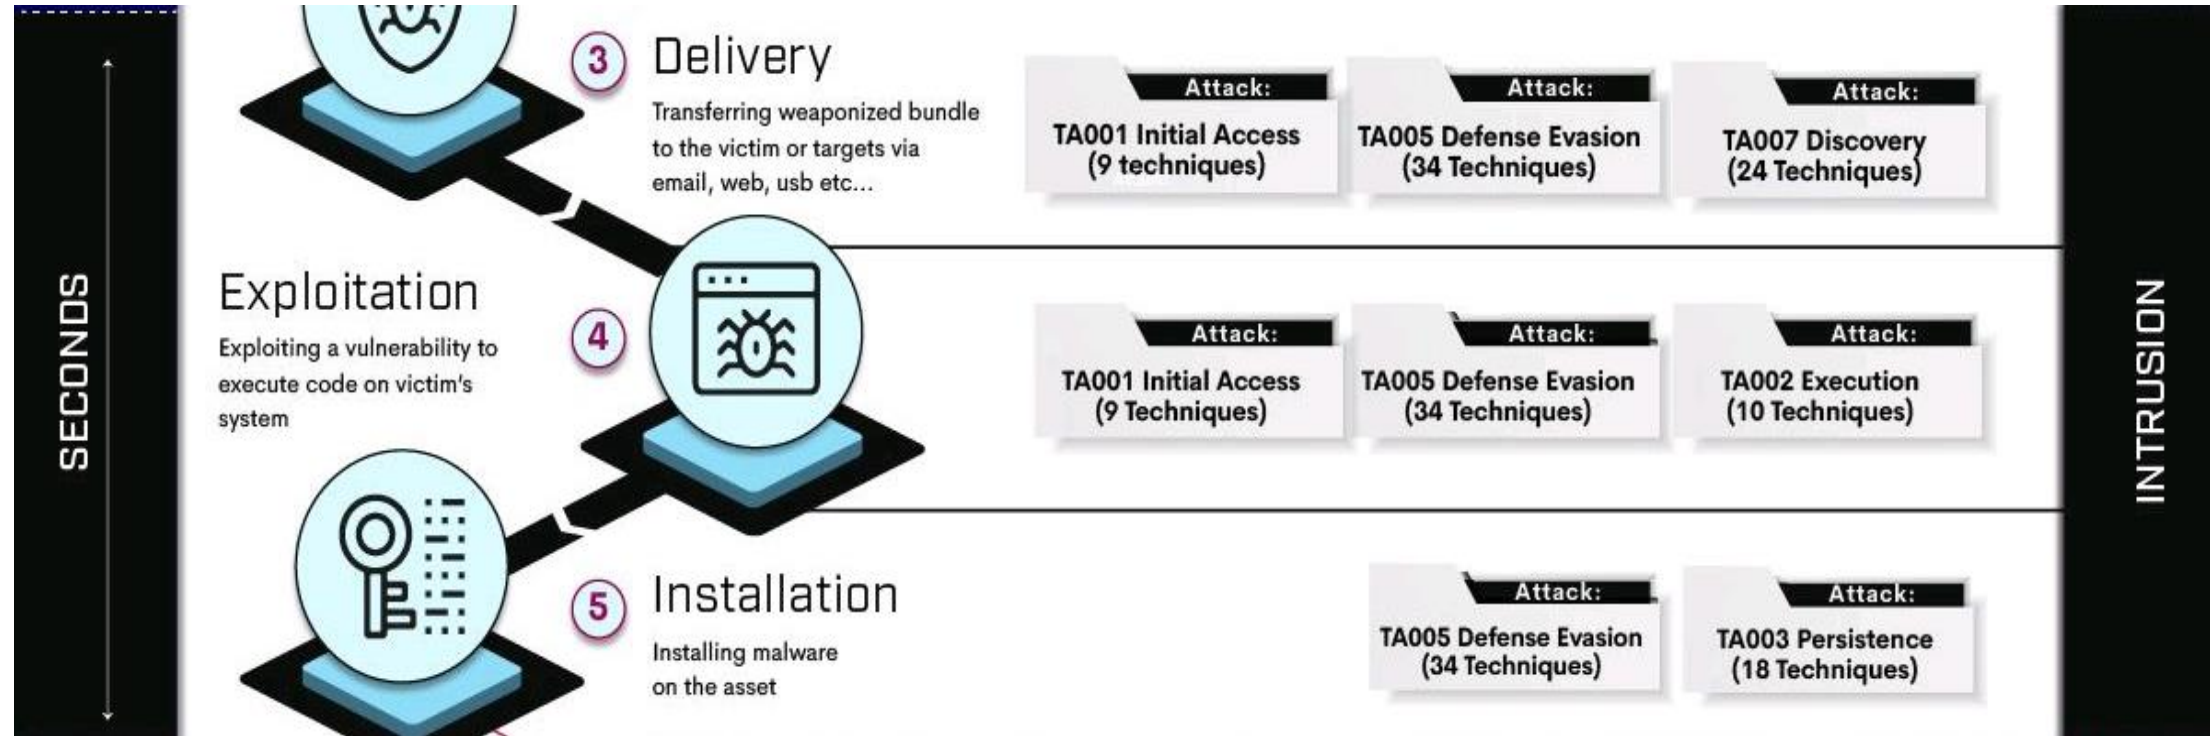 SECONDS
3
Delivery
Transferring weaponized bundle
to the victim or targets via
email, web, usb etc...
Attack:
TA001 Initial Access
(9 techniques)
Attack:
TA005 Defense Evasion
(34 Techniques)
Attack:
TA007 Discovery
(24 Techniques)
Exploitation
Exploiting a vulnerability to
execute code on victim's
system
4
Attack:
TA001 Initial Access
(9 Techniques)
Attack:
TA005 Defense Evasion
(34 Techniques)
Attack:
TA002 Execution
(10 Techniques)
5
Installation
Installing malware
on the asset
Attack:
TA005 Defense Evasion
(34 Techniques)
Attack:
TA003 Persistence
(18 Techniques)
INTRUSION